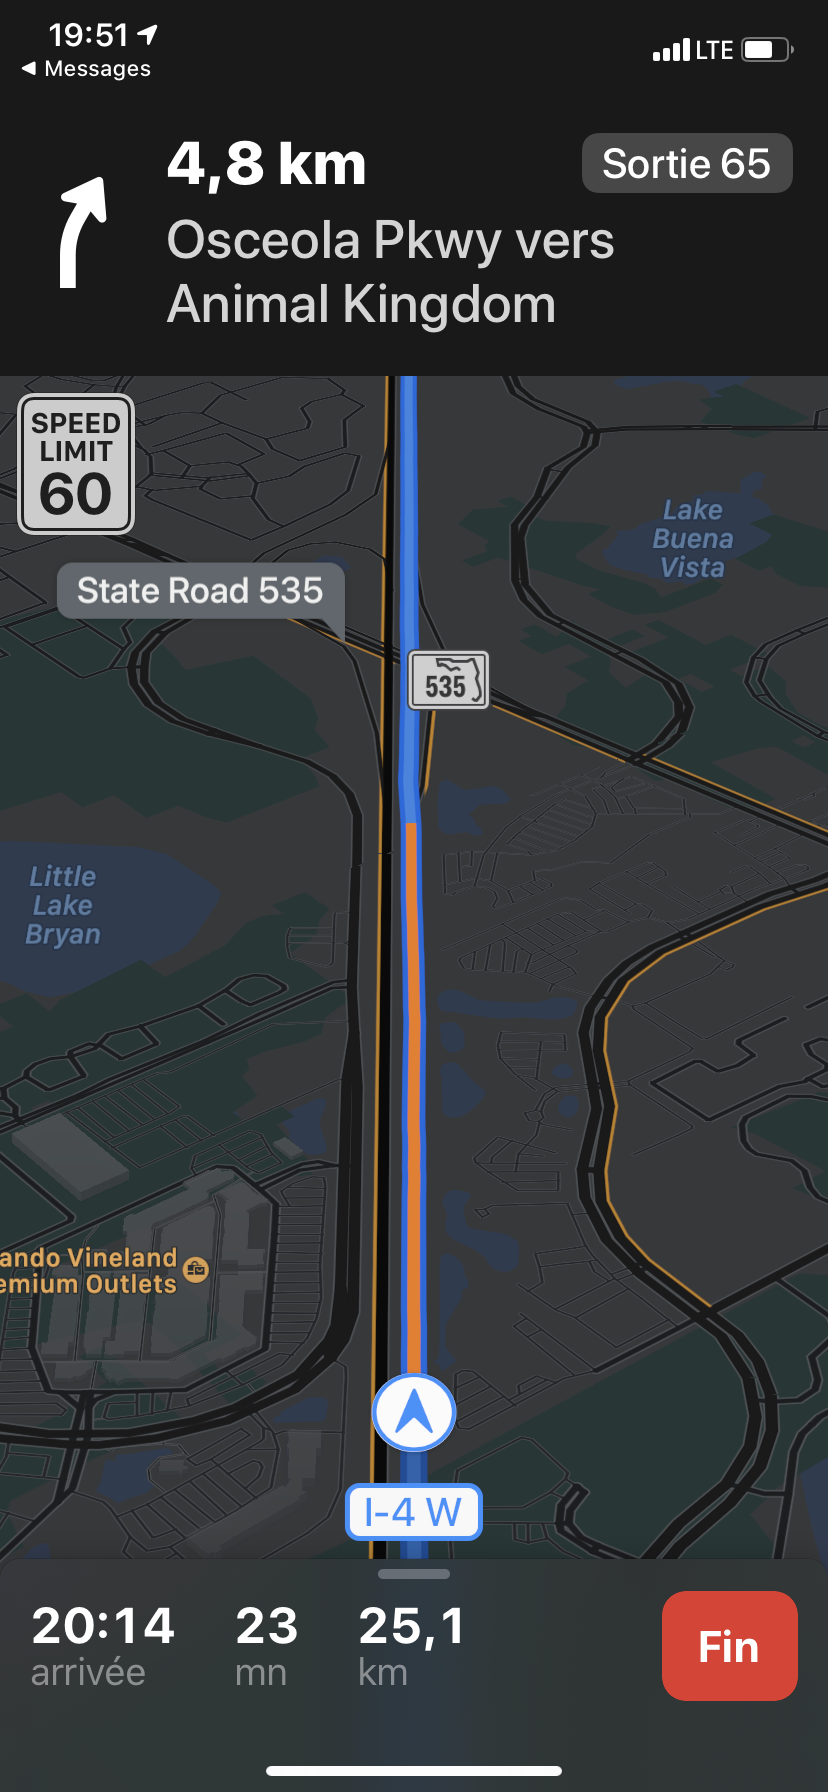 19:51
◀ Messages
LTE
4,8 km
Sortie 65
Osceola Pkwy vers
Animal Kingdom
SPEED
LIMIT
60
Lake
Buena
Vista
State Road 535
535
Little
Lake
Bryan
ando Vineland
emium Outlets
I-4 W
20:14
arrivée
23
mn
25,1
km
Fin